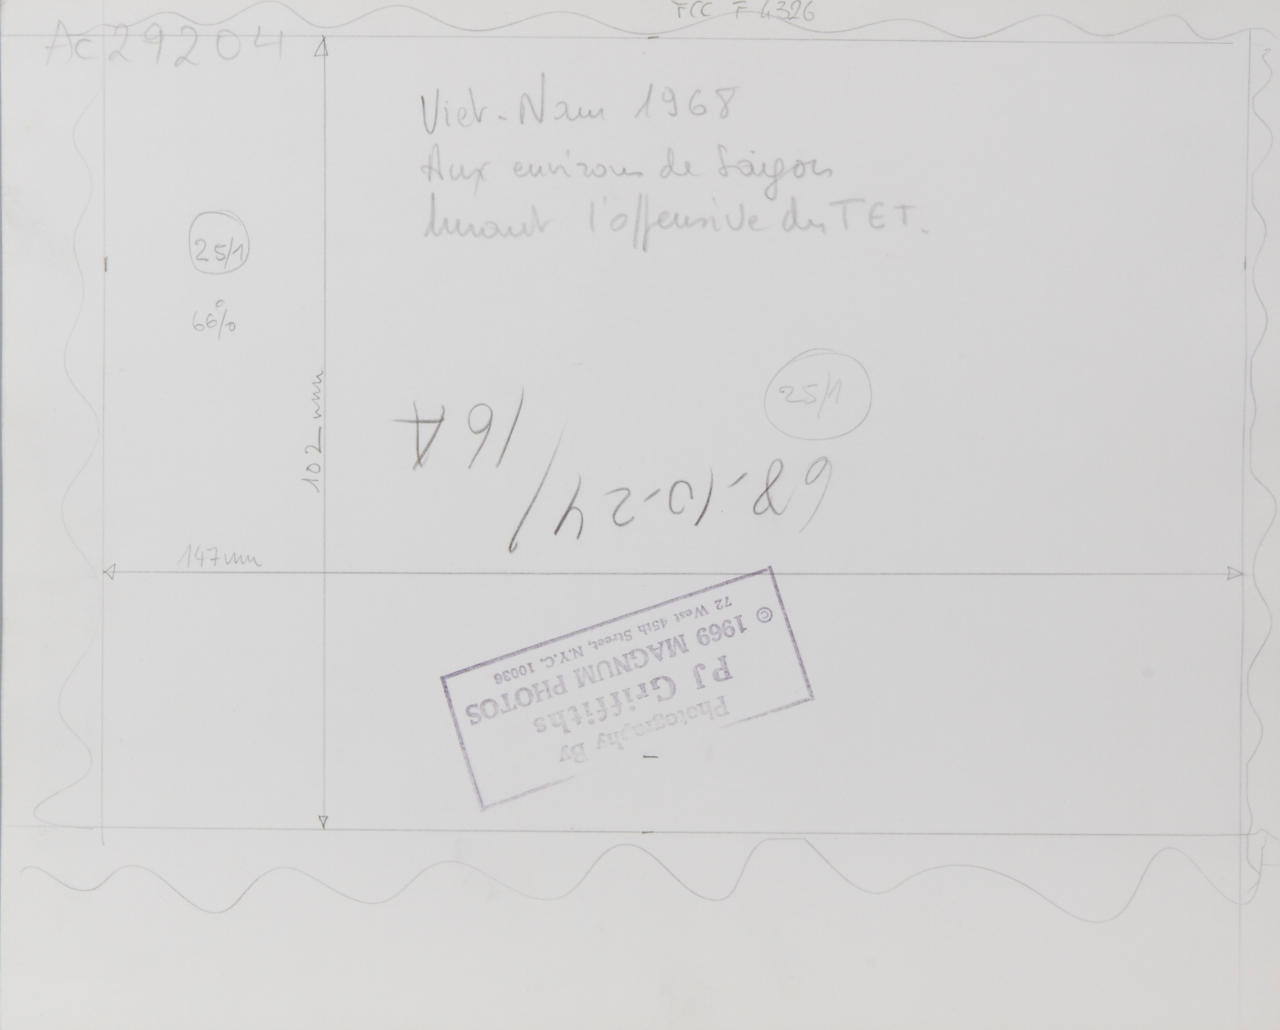 TCC F 4326
Ac 29204
Viet-Nam 1968
Aux environs de Saigon
durant l'offensive du TET.
25/1
66%
102 mm
25/1
68-10-24/16A
147mm
Photography By
PJ Griffiths
© 1969 MAGNUM PHOTOS
72 West 45th Street, N.Y.C. 10036